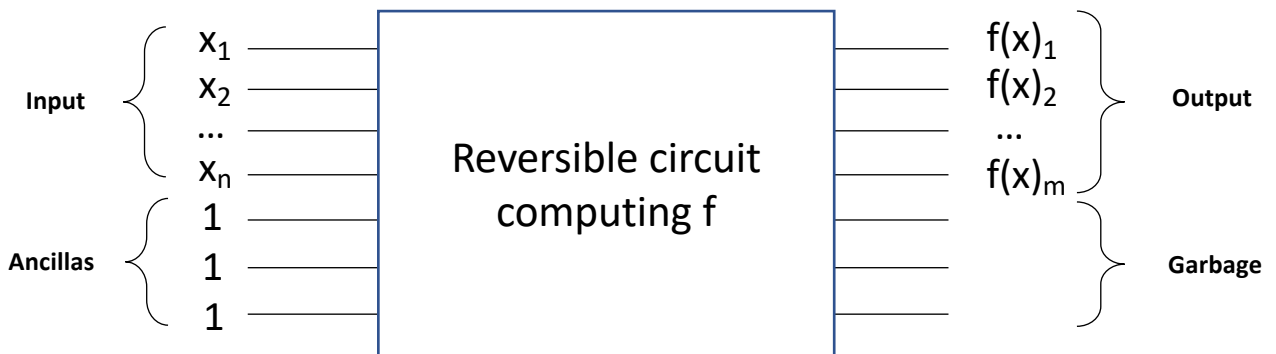 Input
x₁
x₂
...
xₙ
Ancillas
1
1
1
Reversible circuit
computing f
f(x)₁
f(x)₂
...
f(x)ₘ
Output
Garbage